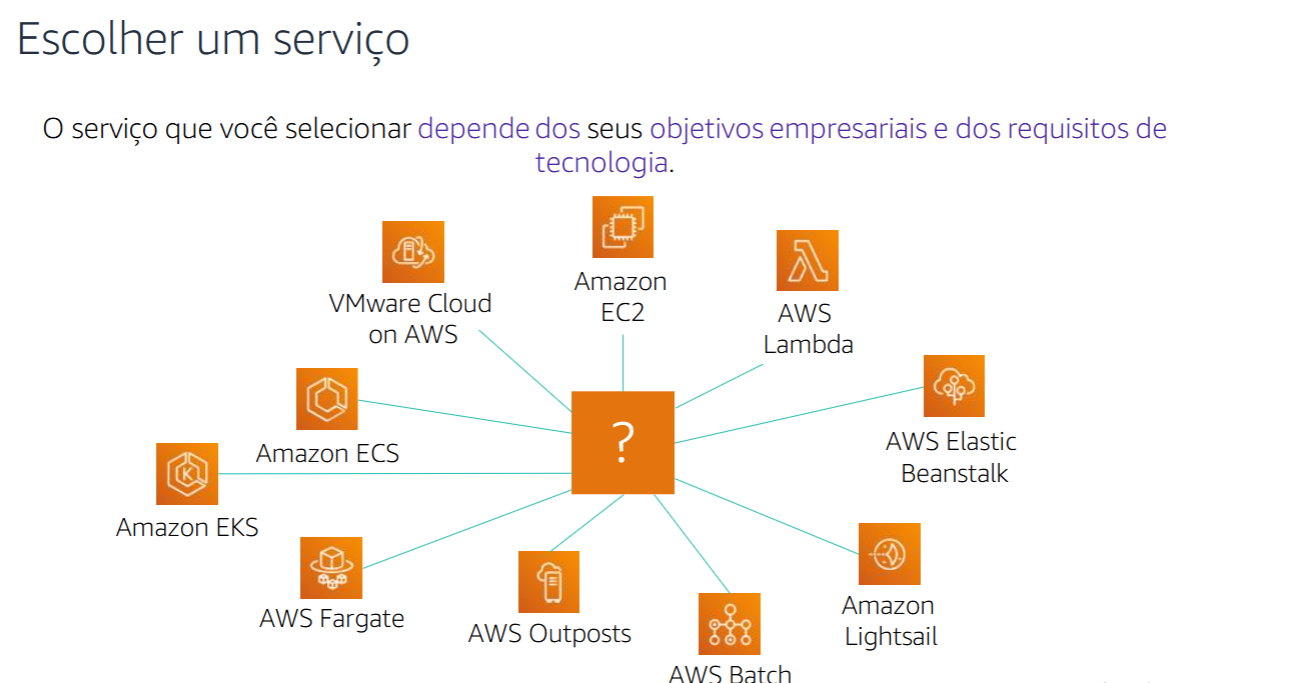 Escolher um serviço
O serviço que você selecionar depende dos seus objetivos empresariais e dos requisitos de
tecnologia.
Amazon
EC2
VMware Cloud
on AWS
AWS
Lambda
Amazon ECS
?
AWS Elastic
Beanstalk
K
Amazon EKS
AWS Fargate
AWS Outposts
Amazon
Lightsail
AWS Batch